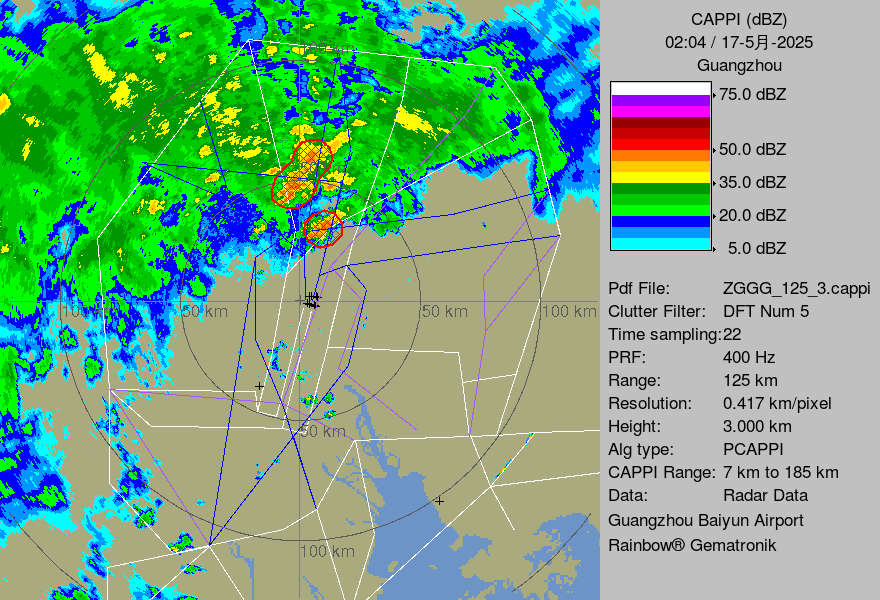 CAPPI (dBZ)
02:04 / 17-5月-2025
Guangzhou
75.0 dBZ
50.0 dBZ
35.0 dBZ
20.0 dBZ
5.0 dBZ
Pdf File: ZGGG_125_3.cappi
Clutter Filter: DFT Num 5
Time sampling:22
PRF: 400 Hz
Range: 125 km
Resolution: 0.417 km/pixel
Height: 3.000 km
Alg type: PCAPPI
CAPPI Range: 7 km to 185 km
Data: Radar Data
Guangzhou Baiyun Airport
Rainbow® Gematronik
100 km
50 km
50 km
100 km
50 km
100 km